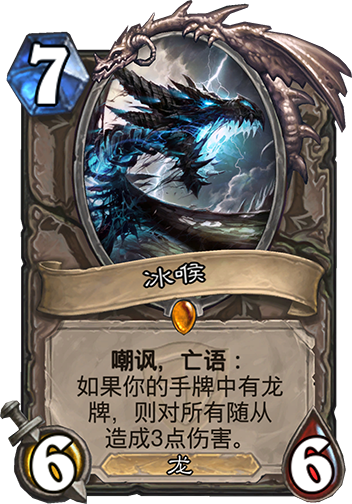 7
冰喉
嘲讽，亡语：
如果你的手牌中有龙
牌，则对所有随从
造成3点伤害。
6
龙
6